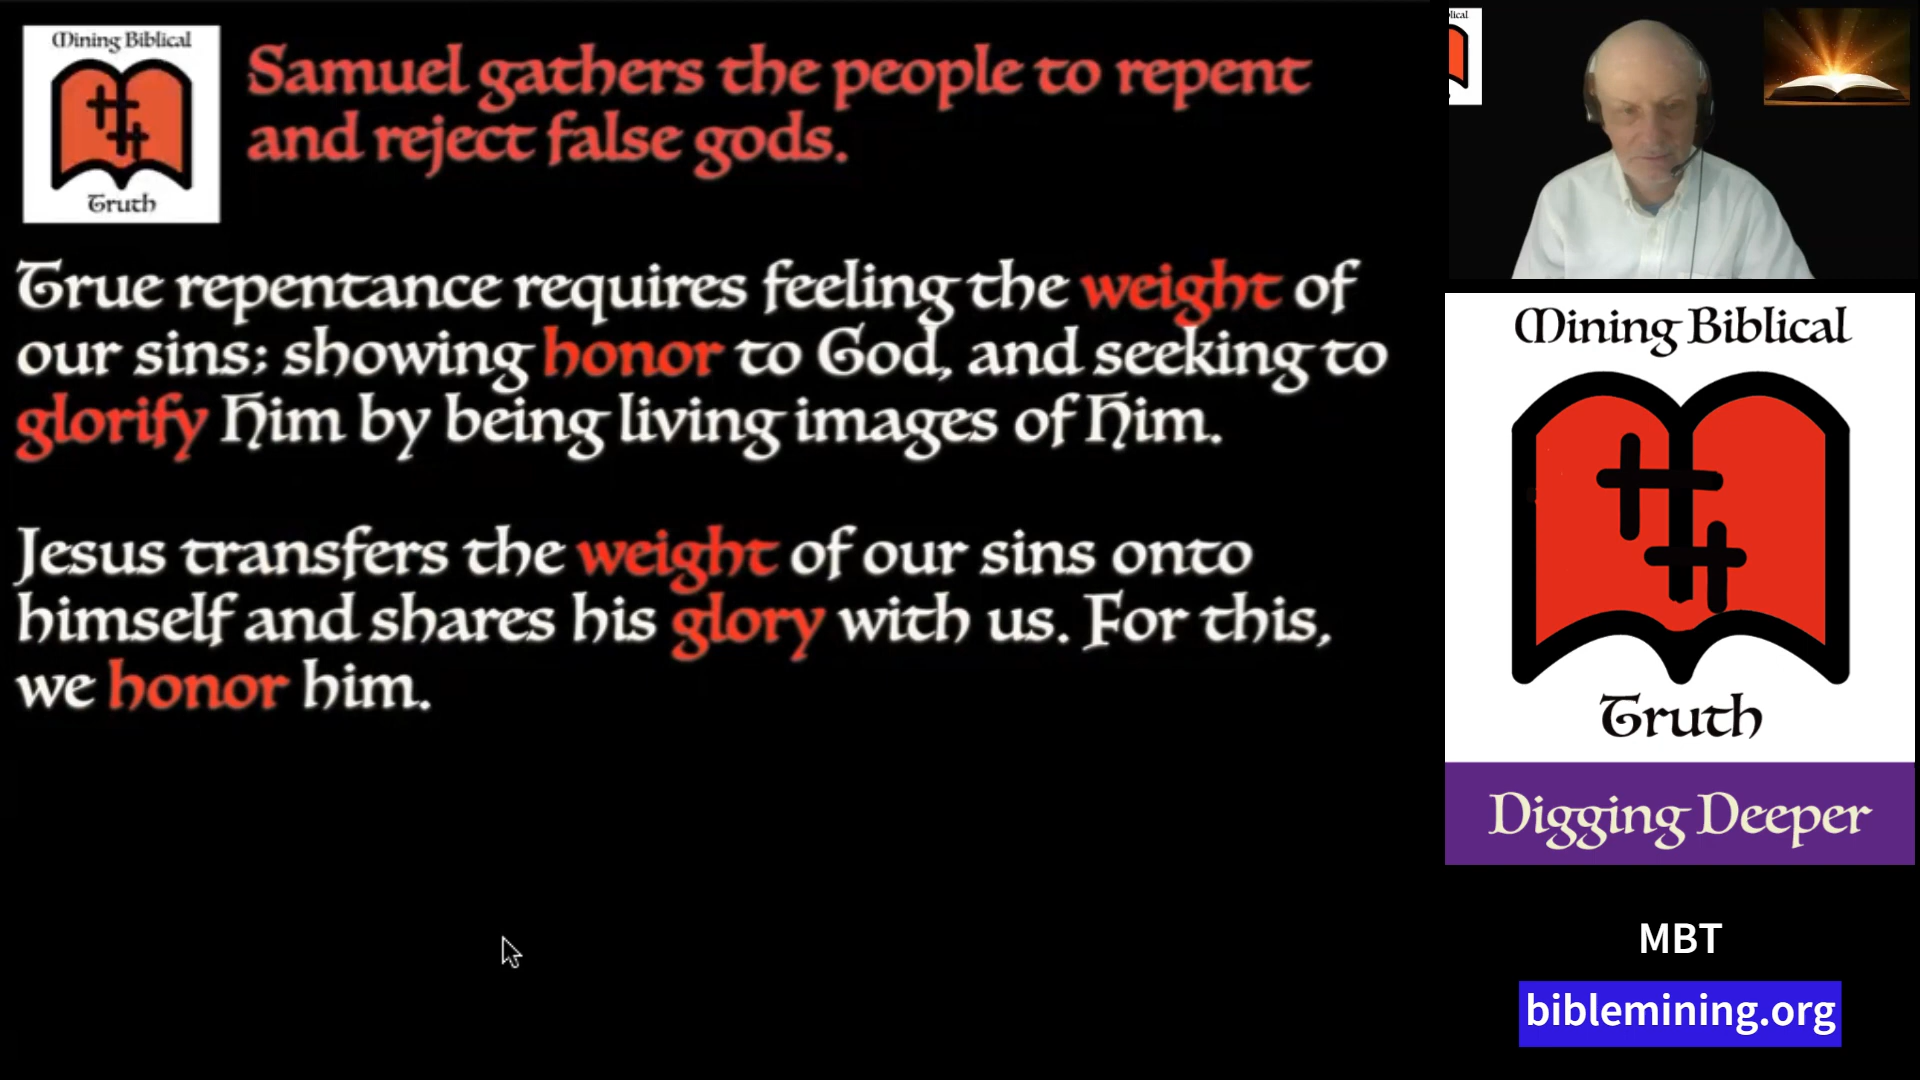 Mining Biblical
Truth
Samuel gathers the people to repent
and reject false gods.
True repentance requires feeling the weight of
our sins; showing honor to God, and seeking to
glorify Him by being living images of Him.
Jesus transfers the weight of our sins onto
himself and shares his glory with us. For this,
we honor him.
lical
Mining Biblical
Truth
Digging Deeper
MBT
biblemining.org